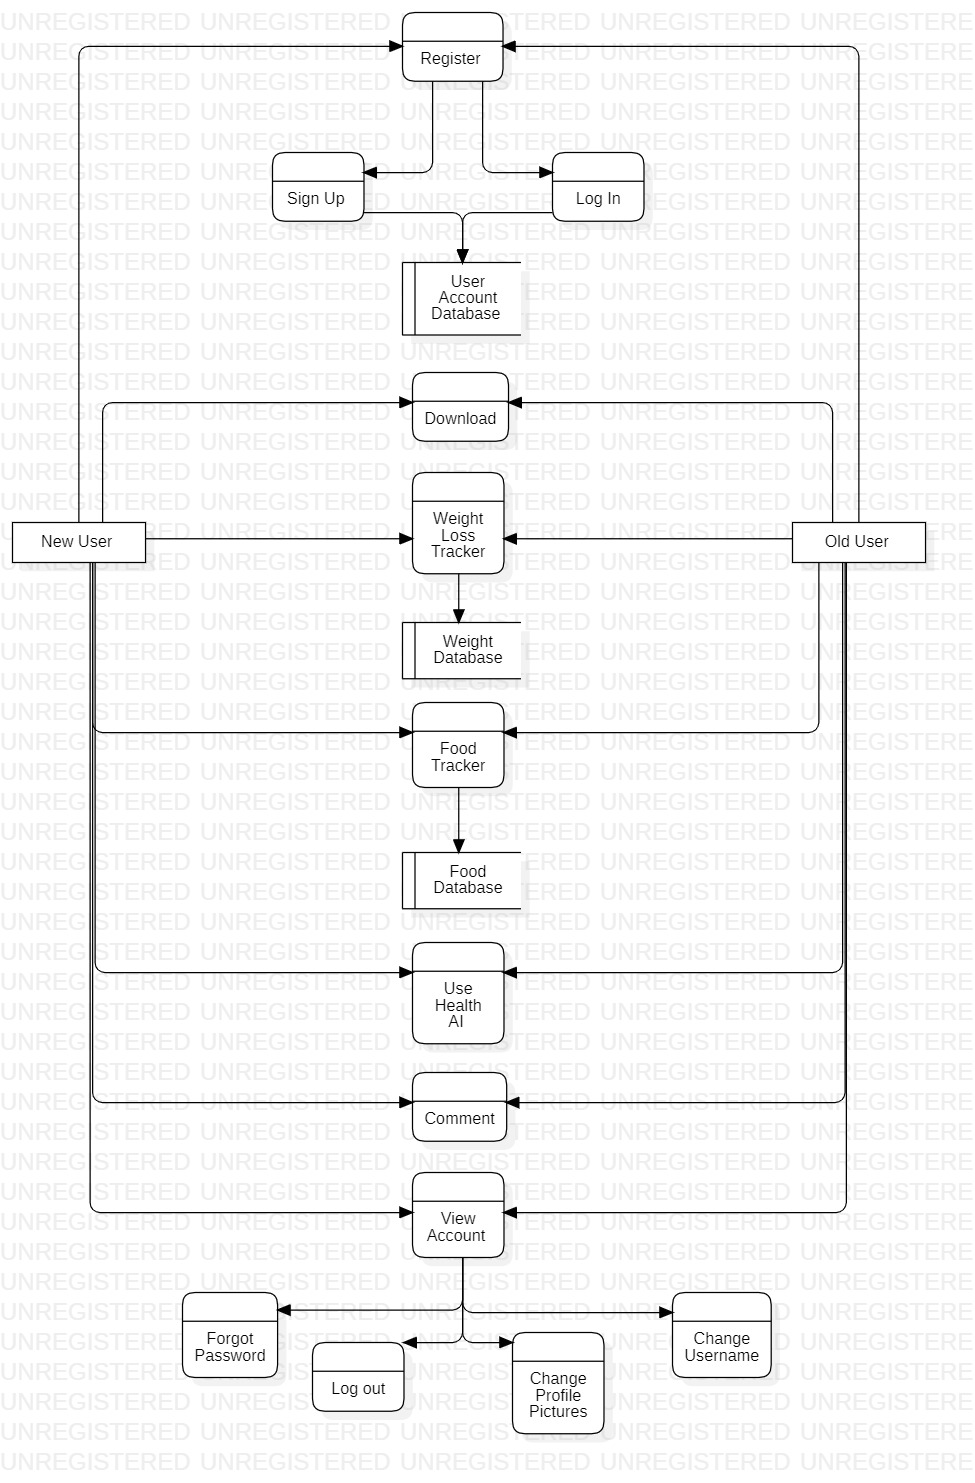 Register
Sign Up
Log In
User
Account
Database
Download
New User
Weight
Loss
Tracker
Old User
Weight
Database
Food
Tracker
Food
Database
Use
Health
AI
Comment
View
Account
Forgot
Password
Log out
Change
Profile
Pictures
Change
Username
UNREGISTERED